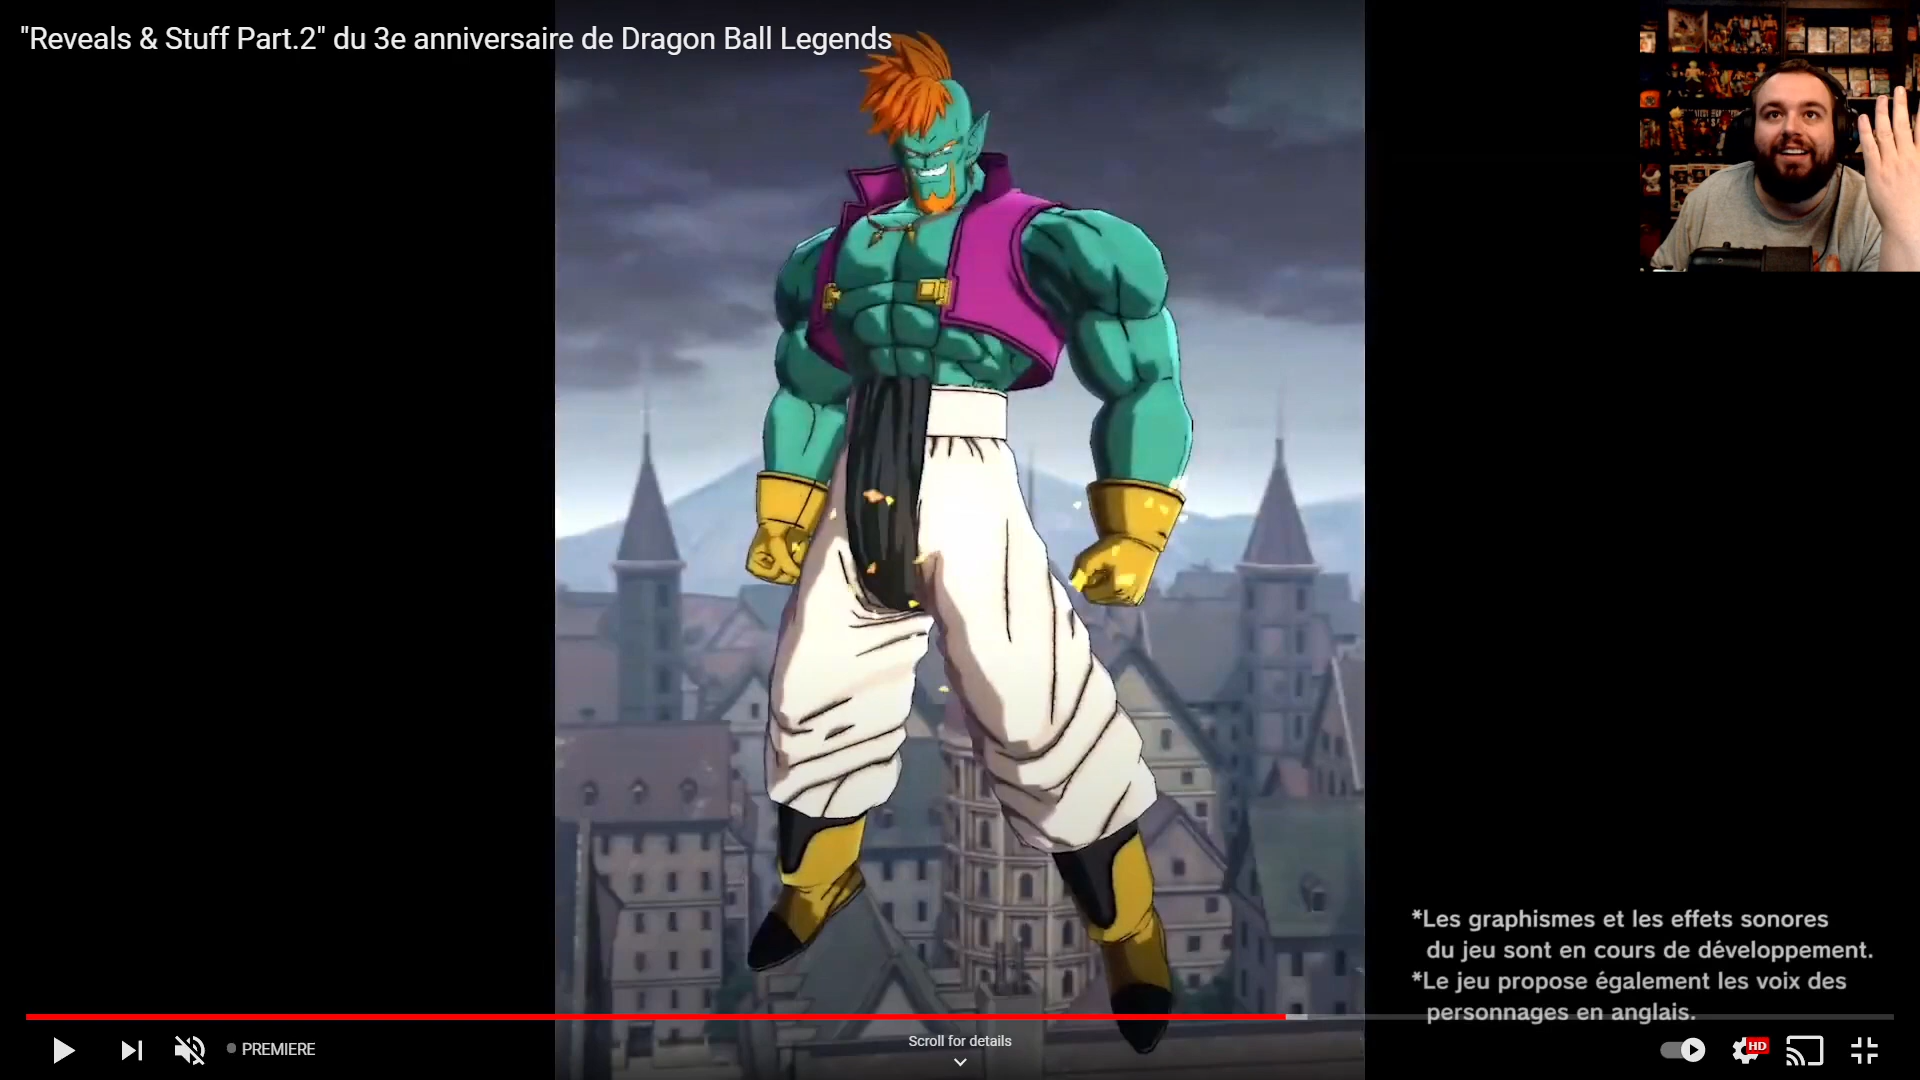 "Reveals & Stuff Part.2" du 3e anniversaire de Dragon Ball Legends
*Les graphismes et les effets sonores
du jeu sont en cours de développement.
*Le jeu propose également les voix des
personnages en anglais.
Scroll for details
PREMIERE
HD